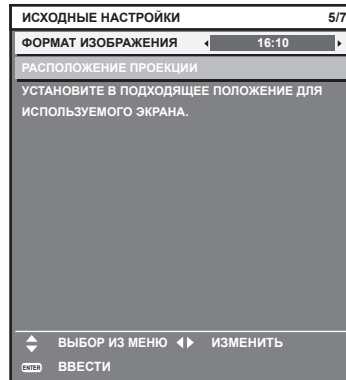 ИСХОДНЫЕ НАСТРОЙКИ 5/7
ФОРМАТ ИЗОБРАЖЕНИЯ 16:10
РАСПОЛОЖЕНИЕ ПРОЕКЦИИ
УСТАНОВИТЕ В ПОДХОДЯЩЕЕ ПОЛОЖЕНИЕ ДЛЯ
ИСПОЛЬЗУЕМОГО ЭКРАНА.
ВЫБОР ИЗ МЕНЮ ИЗМЕНИТЬ
ENTER ВВЕСТИ